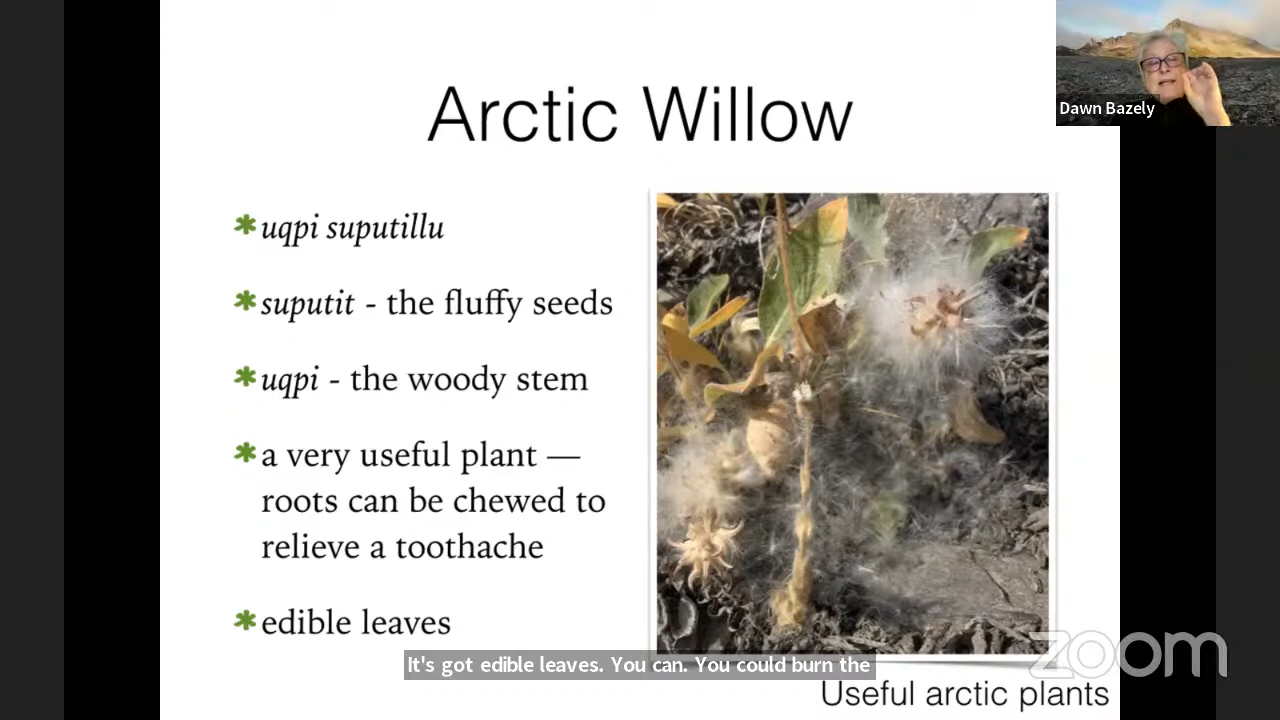 Dawn Bazely
Arctic Willow
*uqpi suputillu
*suputit - the fluffy seeds
*uqpi - the woody stem
*a very useful plant —
roots can be chewed to
relieve a toothache
*edible leaves
It's got edible leaves. You can. You could burn the
zoom
Useful arctic plants